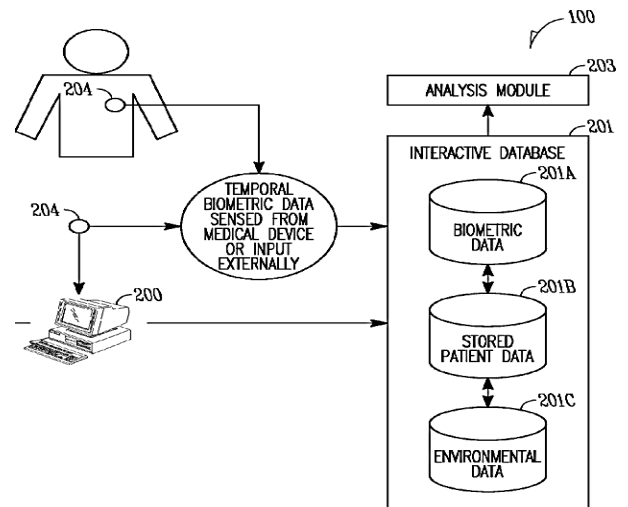 100
203
204
ANALYSIS MODULE
201
INTERACTIVE DATABASE
201A
TEMPORAL
BIOMETRIC DATA
SENSED FROM
MEDICAL DEVICE
OR INPUT
EXTERNALLY
BIOMETRIC
DATA
204
200
201B
STORED
PATIENT DATA
201C
ENVIRONMENTAL
DATA